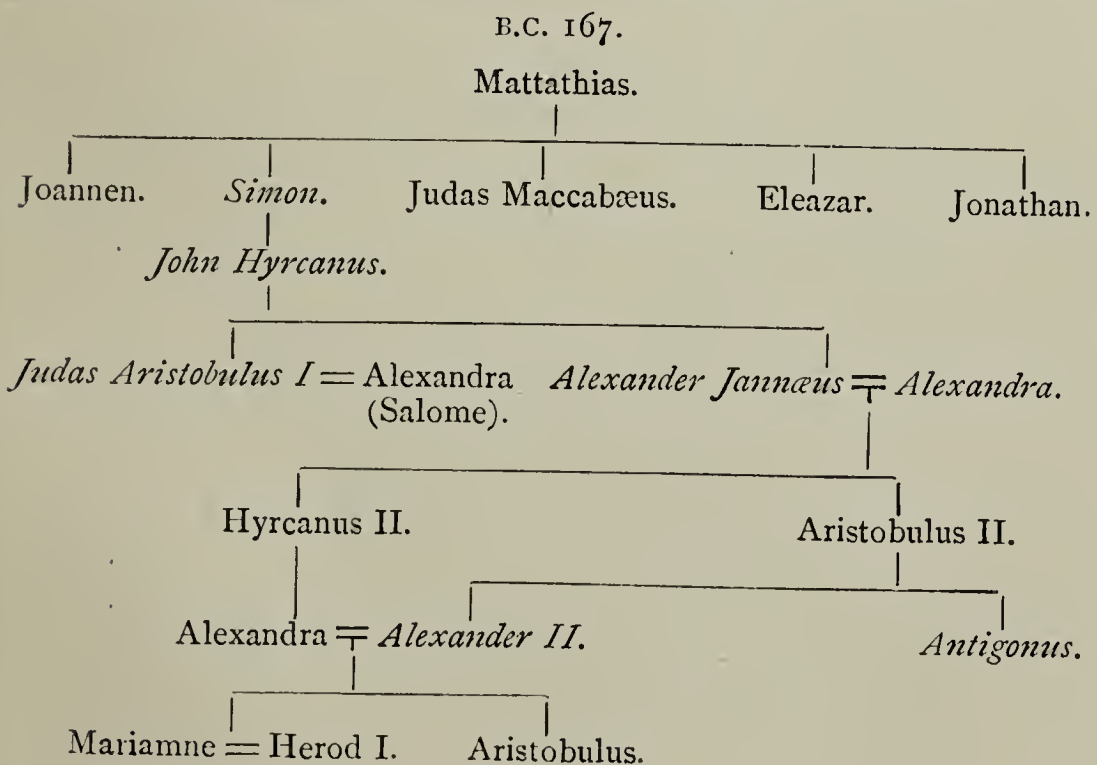 B.C. 167.
Mattathias.
Joannen. Simon. Judas Maccabæus. Eleazar. Jonathan.
John Hyrcanus.
Judas Aristobulus I = Alexandra Alexander Jannæus = Alexandra.
(Salome).
Hyrcanus II. Aristobulus II.
Alexandra = Alexander II. Antigonus.
Mariamne = Herod I. Aristobulus.